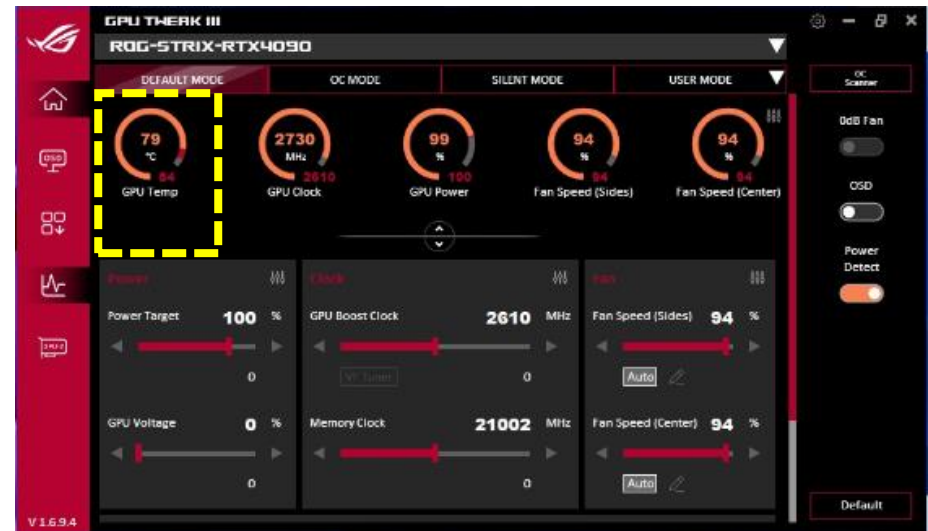 GPU TWEAK III
ROG-STRIX-RTX4090
DEFAULT MODE
OC MODE
SILENT MODE
USER MODE
OC
Scanner
79
°C
84
GPU Temp
2730
MHz
2610
GPU Clock
99
%
100
GPU Power
94
%
94
Fan Speed (Sides)
94
%
94
Fan Speed (Center)
0dB Fan
OSD
Power
Detect
OSD
Power
Clock
Fan
Power Target 100 %
0
GPU Boost Clock 2610 MHz
VF Tuner
0
Fan Speed (Sides) 94 %
Auto
GPU Voltage 0 %
0
Memory Clock 21002 MHz
0
Fan Speed (Center) 94 %
Auto
Default
V 1.6.9.4